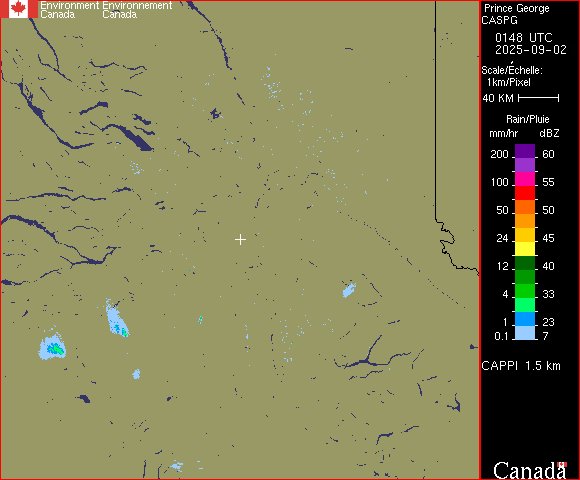 Environment Environnement
Canada Canada
Prince George
CASPG
0148 UTC
2025-09-02
Scale/Échelle:
1km/Pixel
40 KM
Rain/Pluie
mm/hr dBZ
200 60
100 55
50 50
24 45
12 40
4 33
1 23
0.1 7
CAPPI 1.5 km
Canada